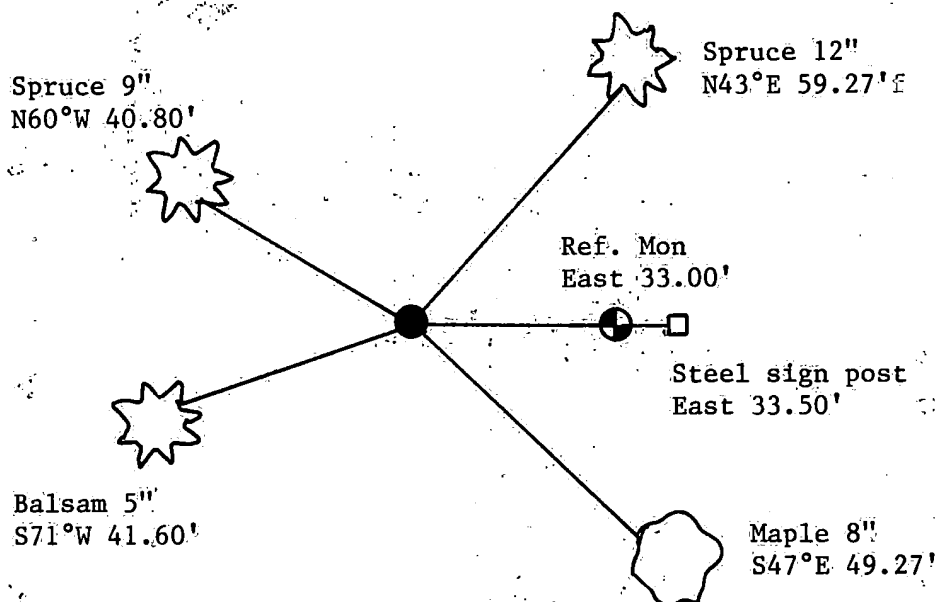 Spruce 12"
N43°E 59.27'f
Spruce 9"
N60°W 40.80'
Ref. Mon
East 33.00'
Steel sign post
East 33.50'
Balsam 5"
S71°W 41.60'
Maple 8"
S47°E 49.27'